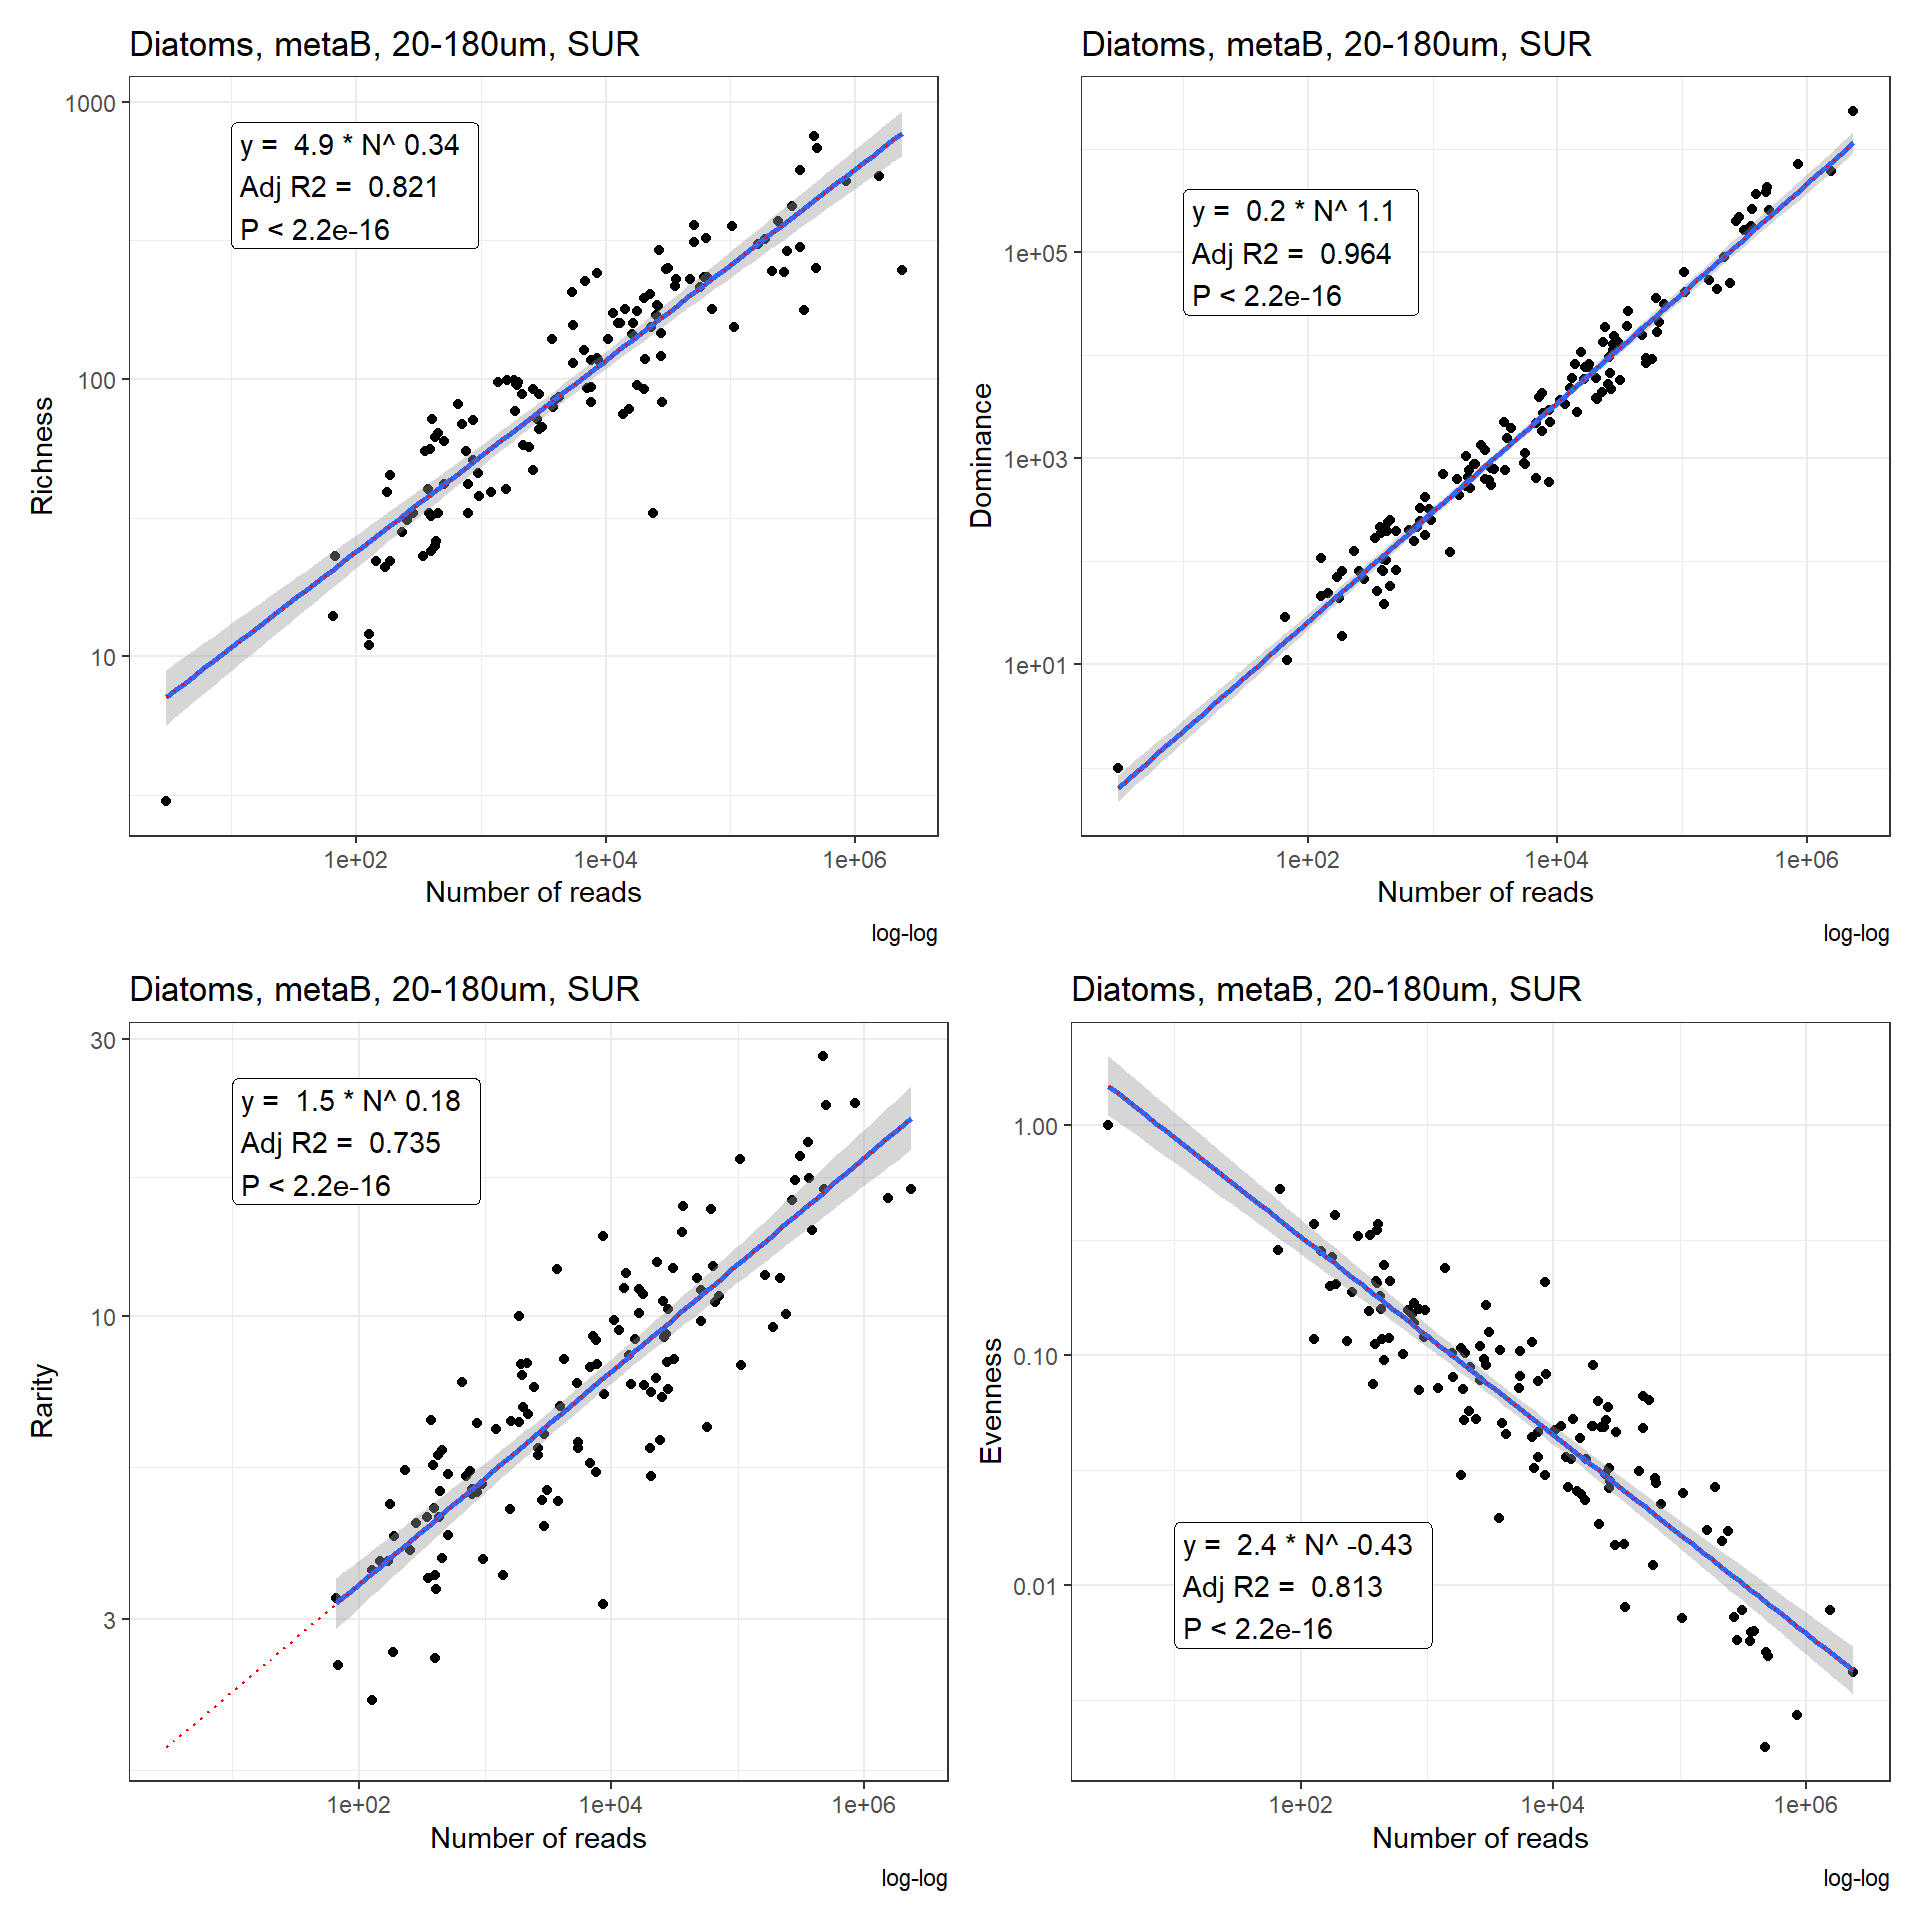 Diatoms, metaB, 20-180um, SUR
1000
100
10
Richness
y =  4.9 * N^ 0.34
Adj R2 =  0.821
P < 2.2e-16
1e+02
1e+04
1e+06
Number of reads
log-log
Diatoms, metaB, 20-180um, SUR
1e+05
1e+03
1e+01
Dominance
y =  0.2 * N^ 1.1
Adj R2 =  0.964
P < 2.2e-16
1e+02
1e+04
1e+06
Number of reads
log-log
Diatoms, metaB, 20-180um, SUR
30
10
3
Rarity
y =  1.5 * N^ 0.18
Adj R2 =  0.735
P < 2.2e-16
1e+02
1e+04
1e+06
Number of reads
log-log
Diatoms, metaB, 20-180um, SUR
1.00
0.10
0.01
Evenness
y =  2.4 * N^ -0.43
Adj R2 =  0.813
P < 2.2e-16
1e+02
1e+04
1e+06
Number of reads
log-log